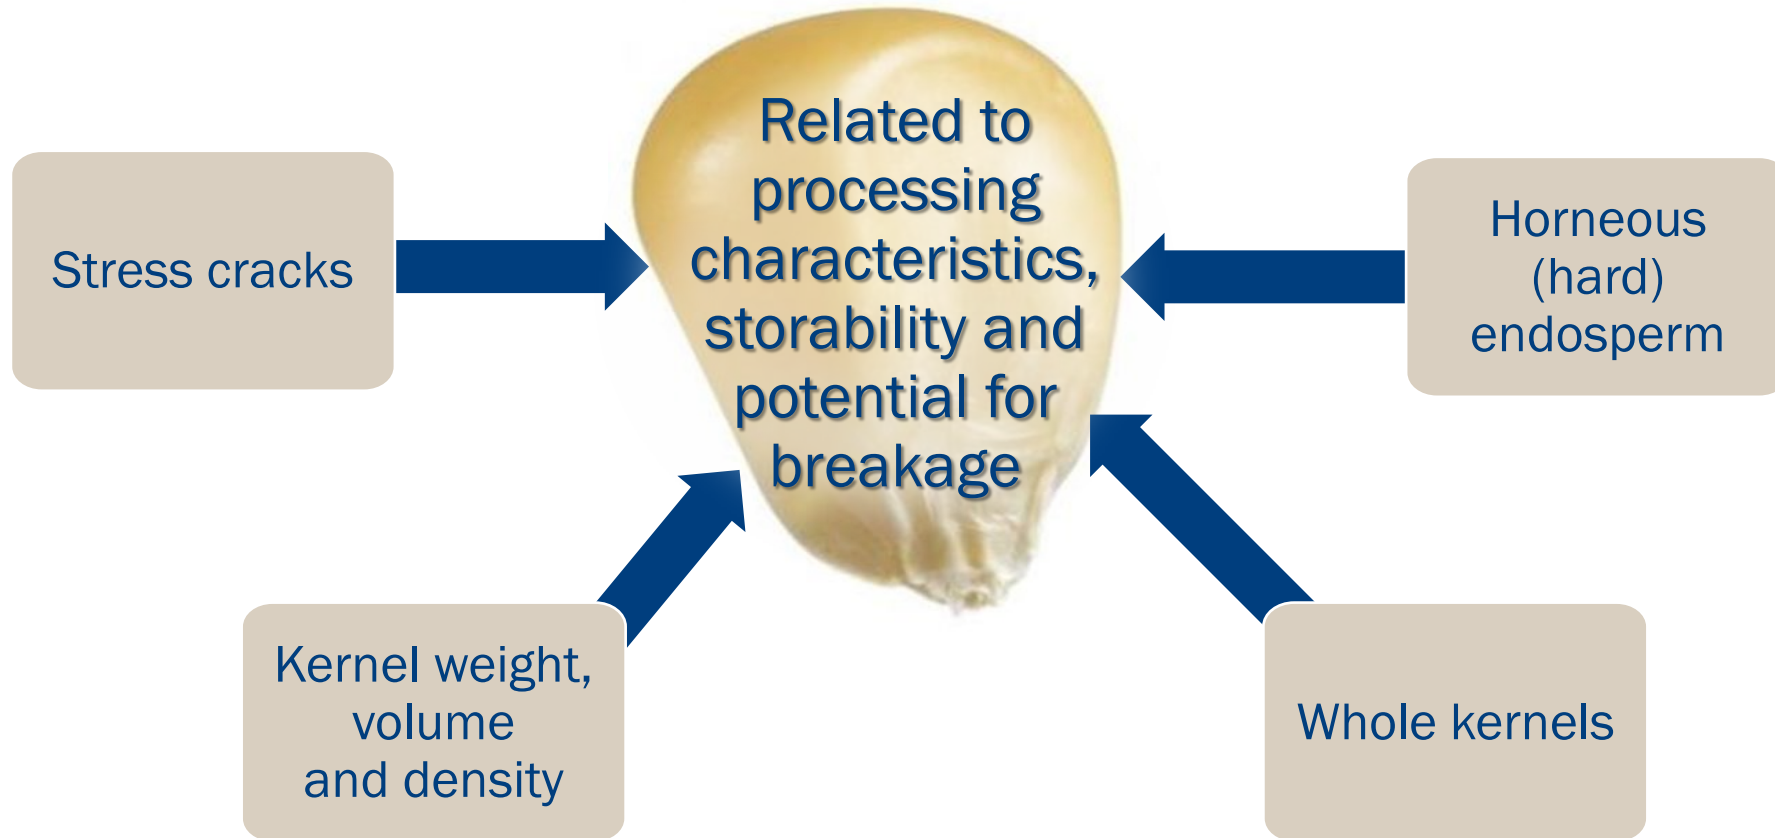 Related to
processing
characteristics,
storability and
potential for
breakage
Stress cracks
Horneous
(hard)
endosperm
Kernel weight,
volume
and density
Whole kernels